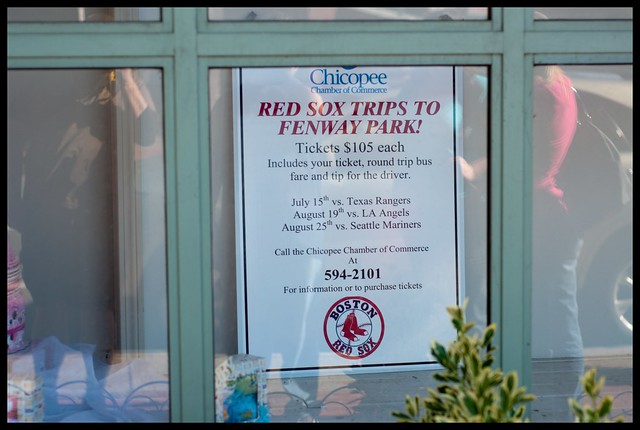 Chicopee
Chamber of Commerce
RED SOX TRIPS TO
FENWAY PARK!
Tickets $105 each
Includes your ticket, round trip bus
fare and tip for the driver.
July 15th vs. Texas Rangers
August 19th vs. LA Angels
August 25th vs. Seattle Mariners
Call the Chicopee Chamber of Commerce
At
594-2101
For information or to purchase tickets
BOSTON
RED SOX